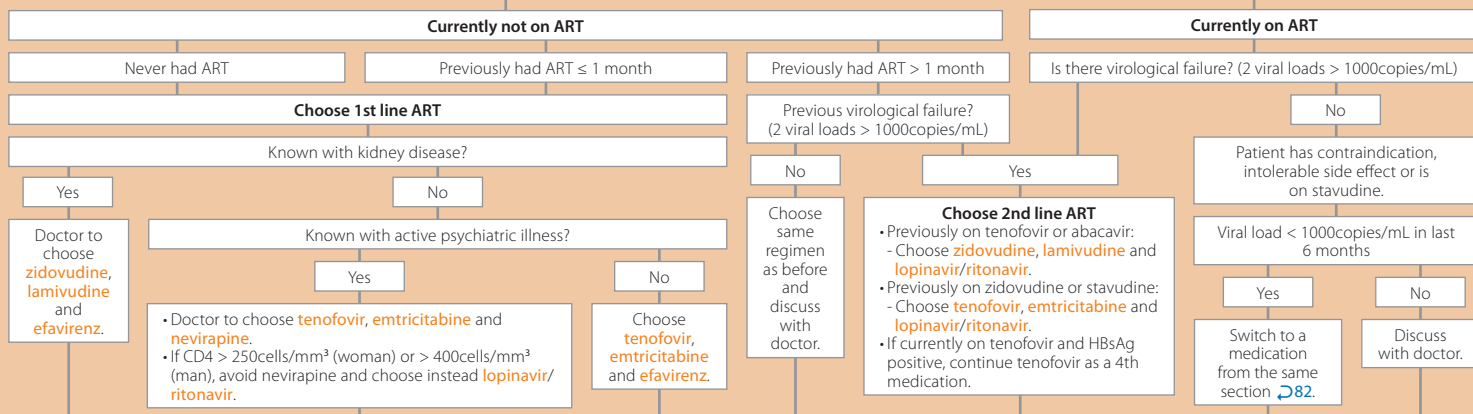 Currently not on ART
Currently on ART
Never had ART
Previously had ART ≤ 1 month
Previously had ART > 1 month
Is there virological failure? (2 viral loads > 1000copies/mL)
Choose 1st line ART
Previous virological failure?
(2 viral loads > 1000copies/mL)
No
Known with kidney disease?
Patient has contraindication,
intolerable side effect or is
on stavudine.
Yes
No
No
Yes
Doctor to
choose
zidovudine,
lamivudine
and
efavirenz.
Known with active psychiatric illness?
Yes
No
• Doctor to choose tenofovir, emtricitabine and
nevirapine.
• If CD4 > 250cells/mm³ (woman) or > 400cells/mm³
(man), avoid nevirapine and choose instead lopinavir/
ritonavir.
Choose
tenofovir,
emtricitabine
and efavirenz.
Choose
same
regimen
as before
and
discuss
with
doctor.
Choose 2nd line ART
• Previously on tenofovir or abacavir:
- Choose zidovudine, lamivudine and
lopinavir/ritonavir.
• Previously on zidovudine or stavudine:
- Choose tenofovir, emtricitabine and
lopinavir/ritonavir.
• If currently on tenofovir and HBsAg
positive, continue tenofovir as a 4th
medication.
Viral load < 1000copies/mL in last
6 months
Yes
No
Switch to a
medication
from the same
section 82.
Discuss
with doctor.